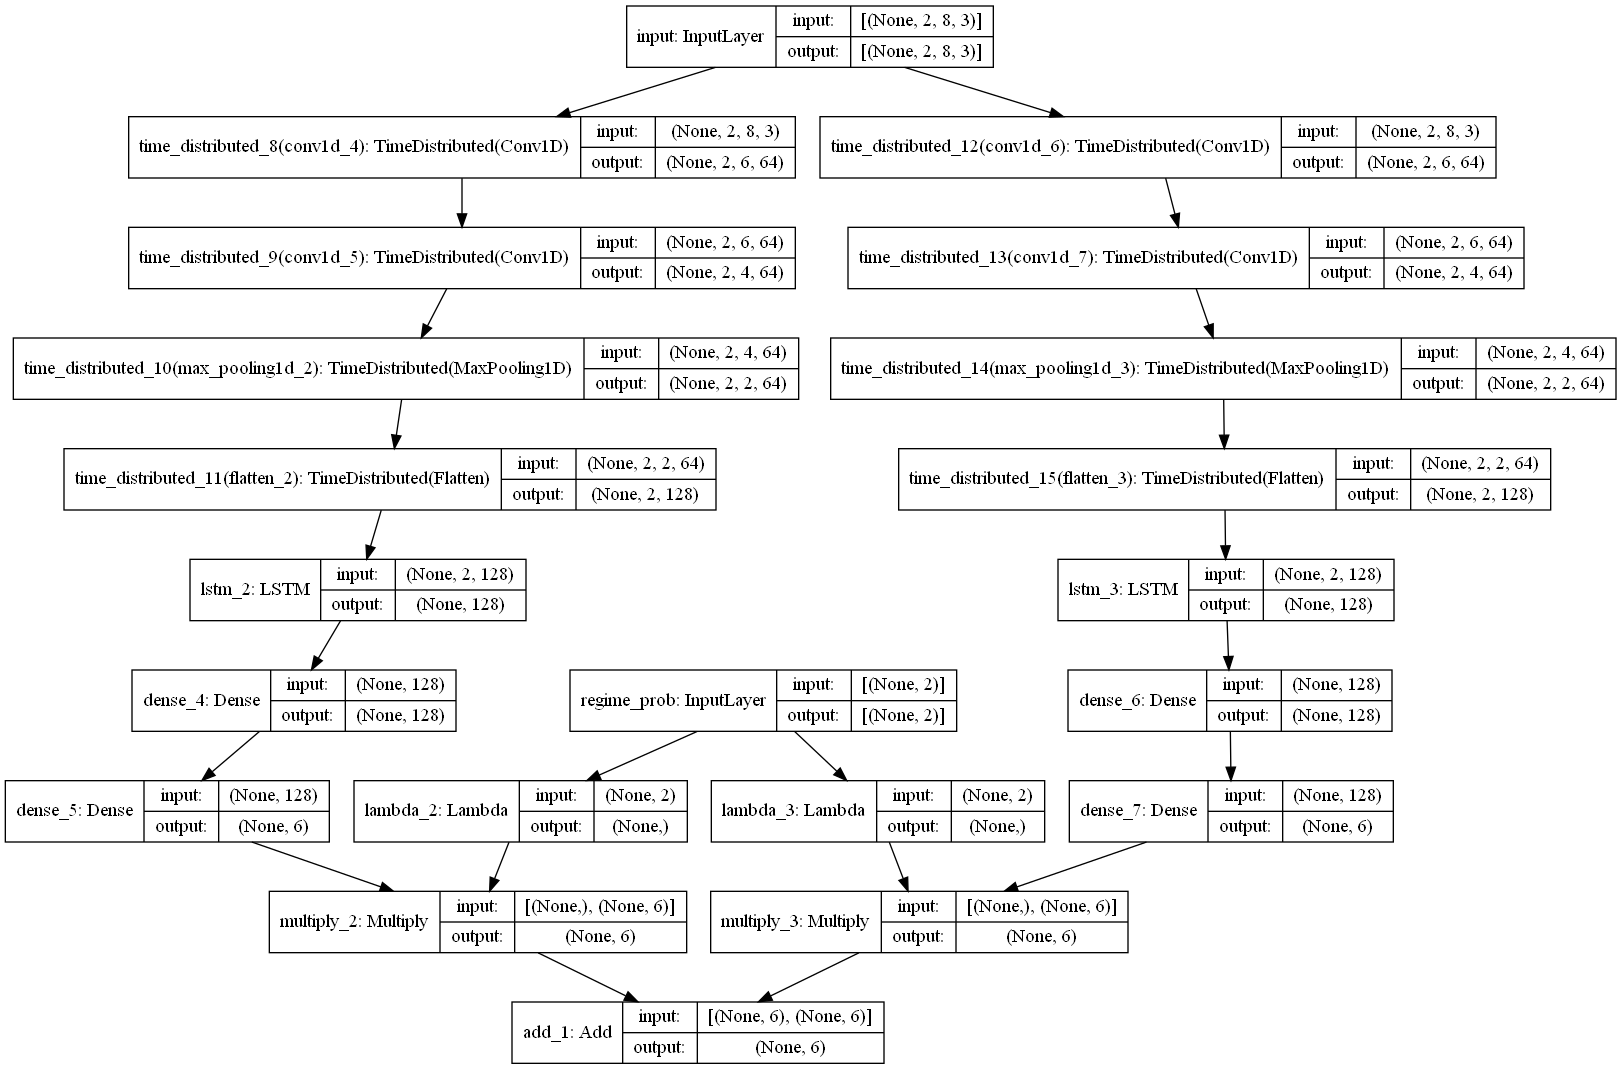 input: InputLayer
input:
[(None, 2, 8, 3)]
output:
[(None, 2, 8, 3)]
time_distributed_8(conv1d_4): TimeDistributed(Conv1D)
input:
(None, 2, 8, 3)
output:
(None, 2, 6, 64)
time_distributed_12(conv1d_6): TimeDistributed(Conv1D)
input:
(None, 2, 8, 3)
output:
(None, 2, 6, 64)
time_distributed_9(conv1d_5): TimeDistributed(Conv1D)
input:
(None, 2, 6, 64)
output:
(None, 2, 4, 64)
time_distributed_13(conv1d_7): TimeDistributed(Conv1D)
input:
(None, 2, 6, 64)
output:
(None, 2, 4, 64)
time_distributed_10(max_pooling1d_2): TimeDistributed(MaxPooling1D)
input:
(None, 2, 4, 64)
output:
(None, 2, 2, 64)
time_distributed_14(max_pooling1d_3): TimeDistributed(MaxPooling1D)
input:
(None, 2, 4, 64)
output:
(None, 2, 2, 64)
time_distributed_11(flatten_2): TimeDistributed(Flatten)
input:
(None, 2, 2, 64)
output:
(None, 2, 128)
time_distributed_15(flatten_3): TimeDistributed(Flatten)
input:
(None, 2, 2, 64)
output:
(None, 2, 128)
lstm_2: LSTM
input:
(None, 2, 128)
output:
(None, 128)
lstm_3: LSTM
input:
(None, 2, 128)
output:
(None, 128)
dense_4: Dense
input:
(None, 128)
output:
(None, 128)
regime_prob: InputLayer
input:
[(None, 2)]
output:
[(None, 2)]
dense_6: Dense
input:
(None, 128)
output:
(None, 128)
dense_5: Dense
input:
(None, 128)
output:
(None, 6)
lambda_2: Lambda
input:
(None, 2)
output:
(None,)
lambda_3: Lambda
input:
(None, 2)
output:
(None,)
dense_7: Dense
input:
(None, 128)
output:
(None, 6)
multiply_2: Multiply
input:
[(None,), (None, 6)]
output:
(None, 6)
multiply_3: Multiply
input:
[(None,), (None, 6)]
output:
(None, 6)
add_1: Add
input:
[(None, 6), (None, 6)]
output:
(None, 6)